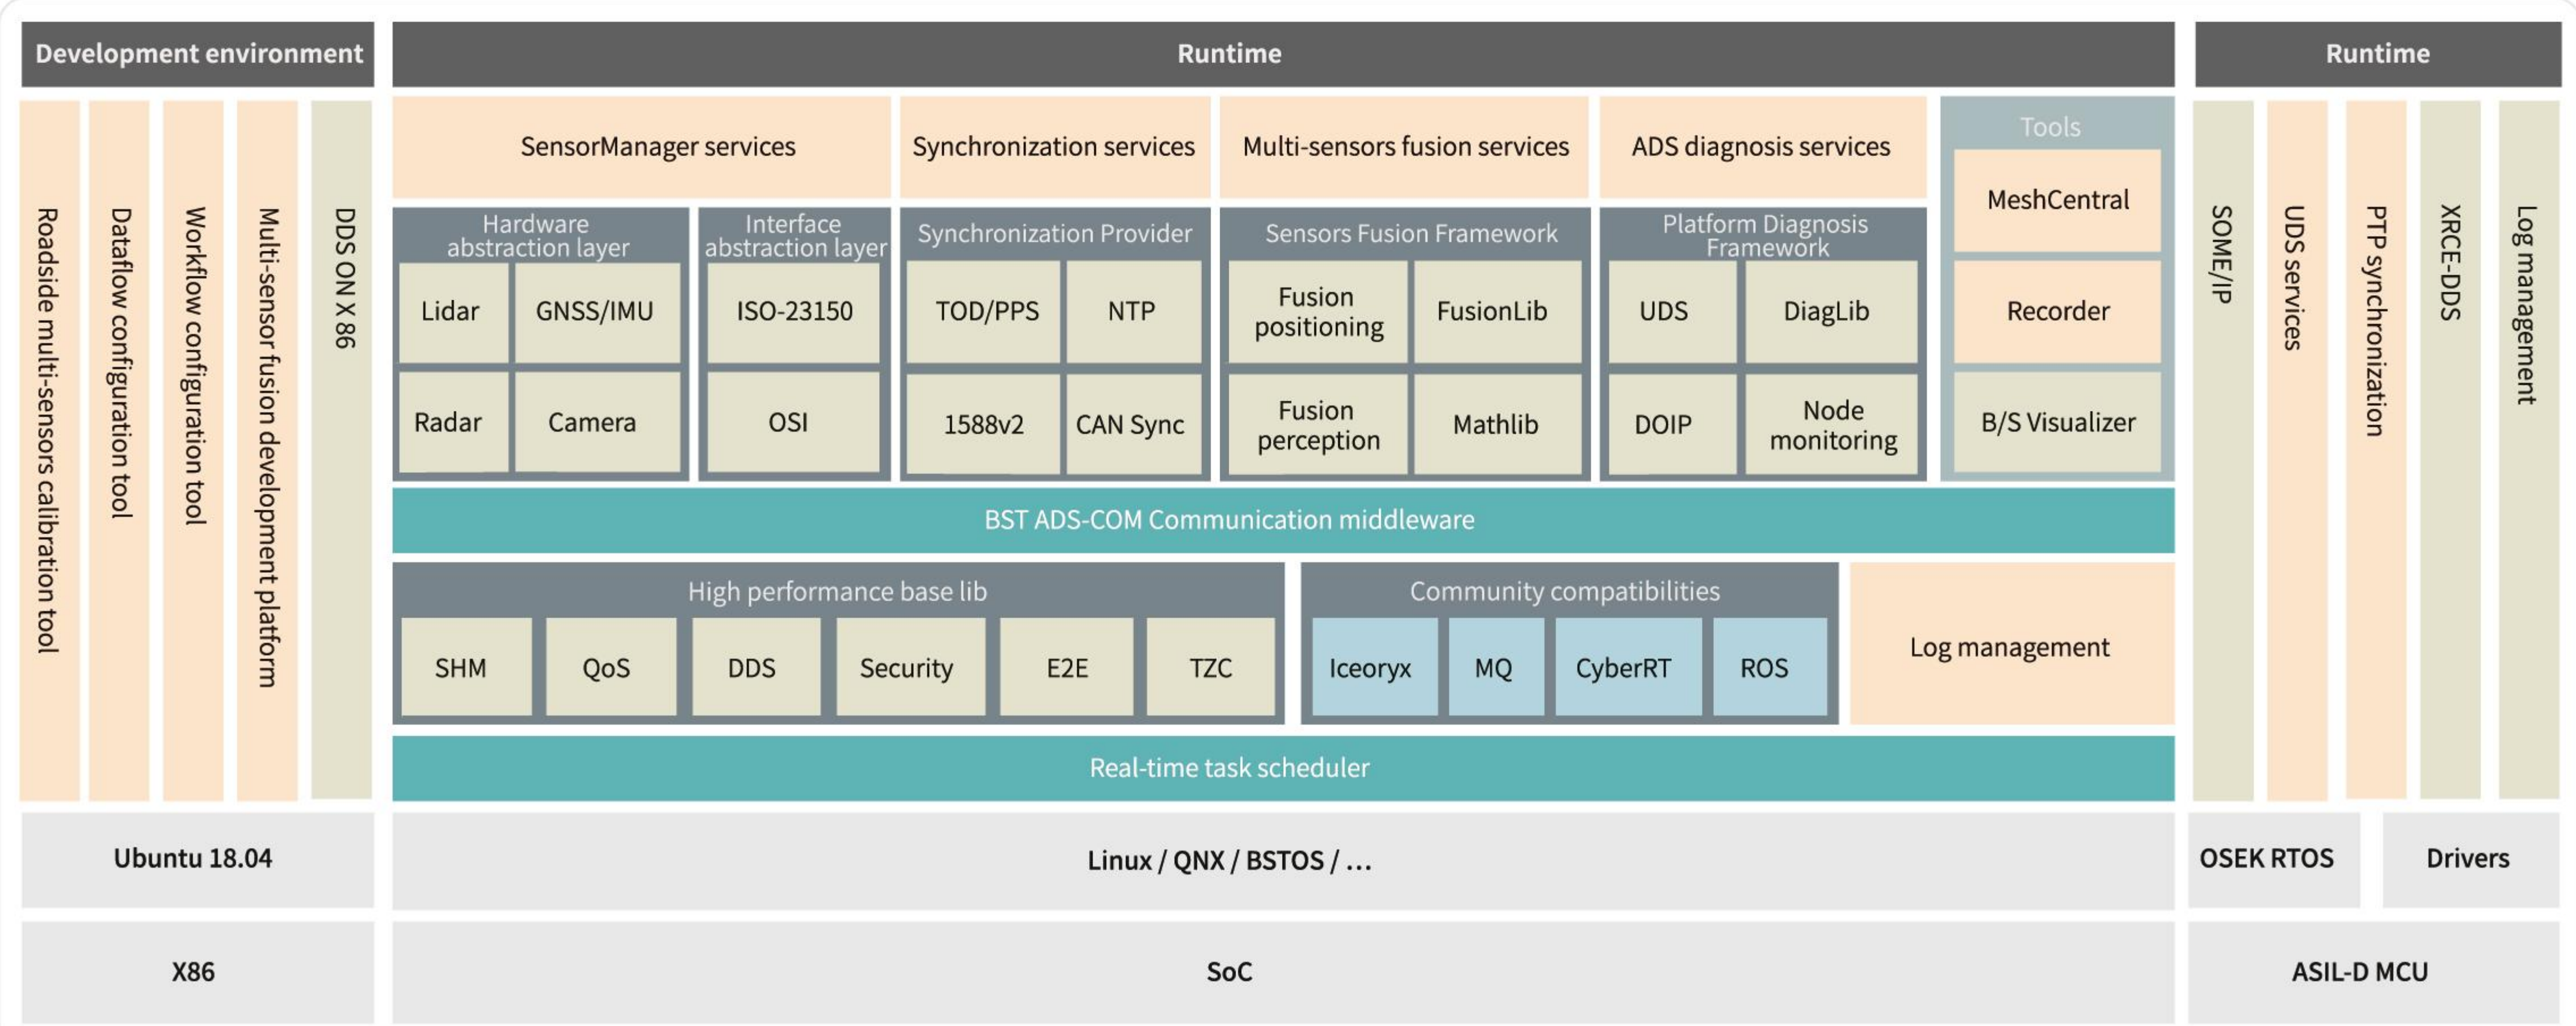 Development environment
Runtime
Runtime
Roadside multi-sensors calibration tool
Dataflow configuration tool
Workflow configuration tool
Multi-sensor fusion development platform
DDS ON X 86
SensorManager services
Synchronization services
Multi-sensors fusion services
ADS diagnosis services
Tools
MeshCentral
Recorder
B/S Visualizer
Hardware
abstraction layer
Lidar
GNSS/IMU
Radar
Camera
Interface
abstraction layer
ISO-23150
OSI
Synchronization Provider
TOD/PPS
NTP
1588v2
CAN Sync
Sensors Fusion Framework
Fusion
positioning
FusionLib
Fusion
perception
Mathlib
Platform Diagnosis
Framework
UDS
DiagLib
DOIP
Node
monitoring
BST ADS-COM Communication middleware
High performance base lib
SHM
QoS
DDS
Security
E2E
TZC
Community compatibilities
Iceoryx
MQ
CyberRT
ROS
Log management
Real-time task scheduler
SOME/IP
UDS services
PTP synchronization
XRCE-DDS
Log management
Ubuntu 18.04
Linux / QNX / BSTOS / ...
OSEK RTOS
Drivers
X86
SoC
ASIL-D MCU